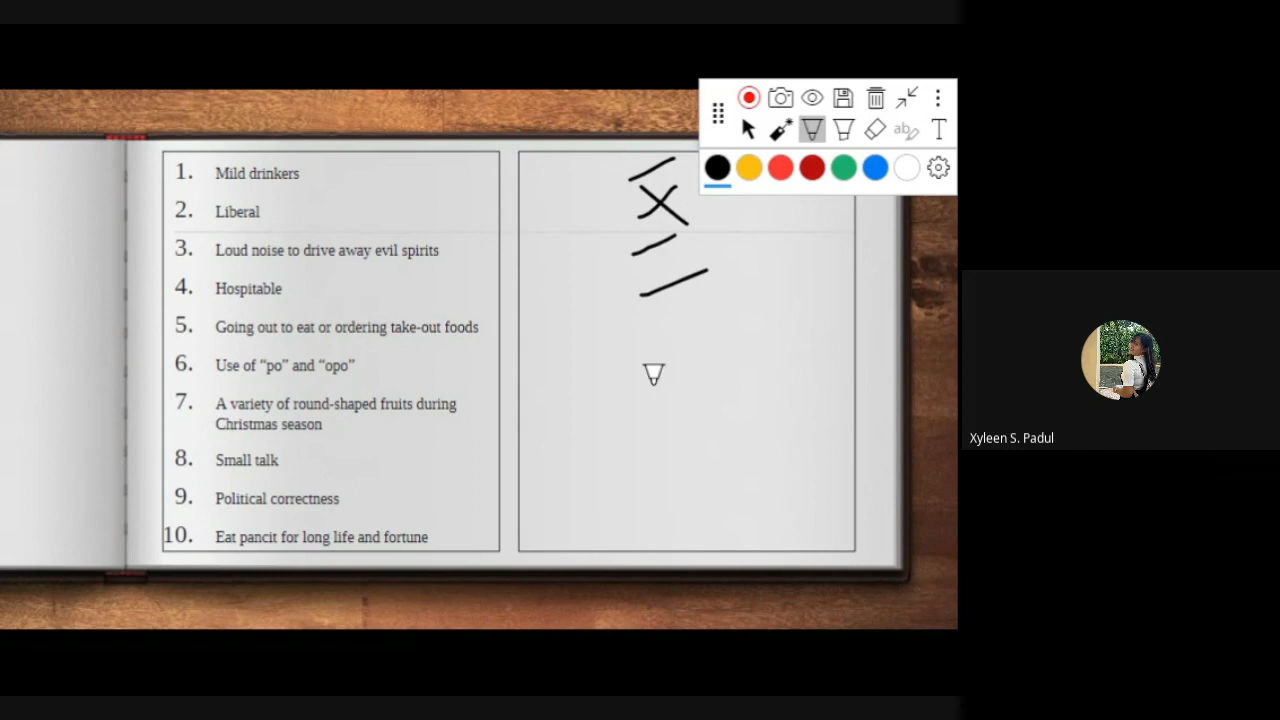 1. Mild drinkers
2. Liberal
3. Loud noise to drive away evil spirits
4. Hospitable
5. Going out to eat or ordering take-out foods
6. Use of “po” and “opo”
7. A variety of round-shaped fruits during
Christmas season
8. Small talk
9. Political correctness
10. Eat pancit for long life and fortune
ab
T
Xyleen S. Padul